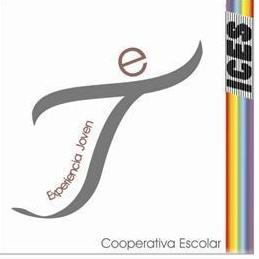 e
Experiencia Joven
ICES
Cooperativa Escolar